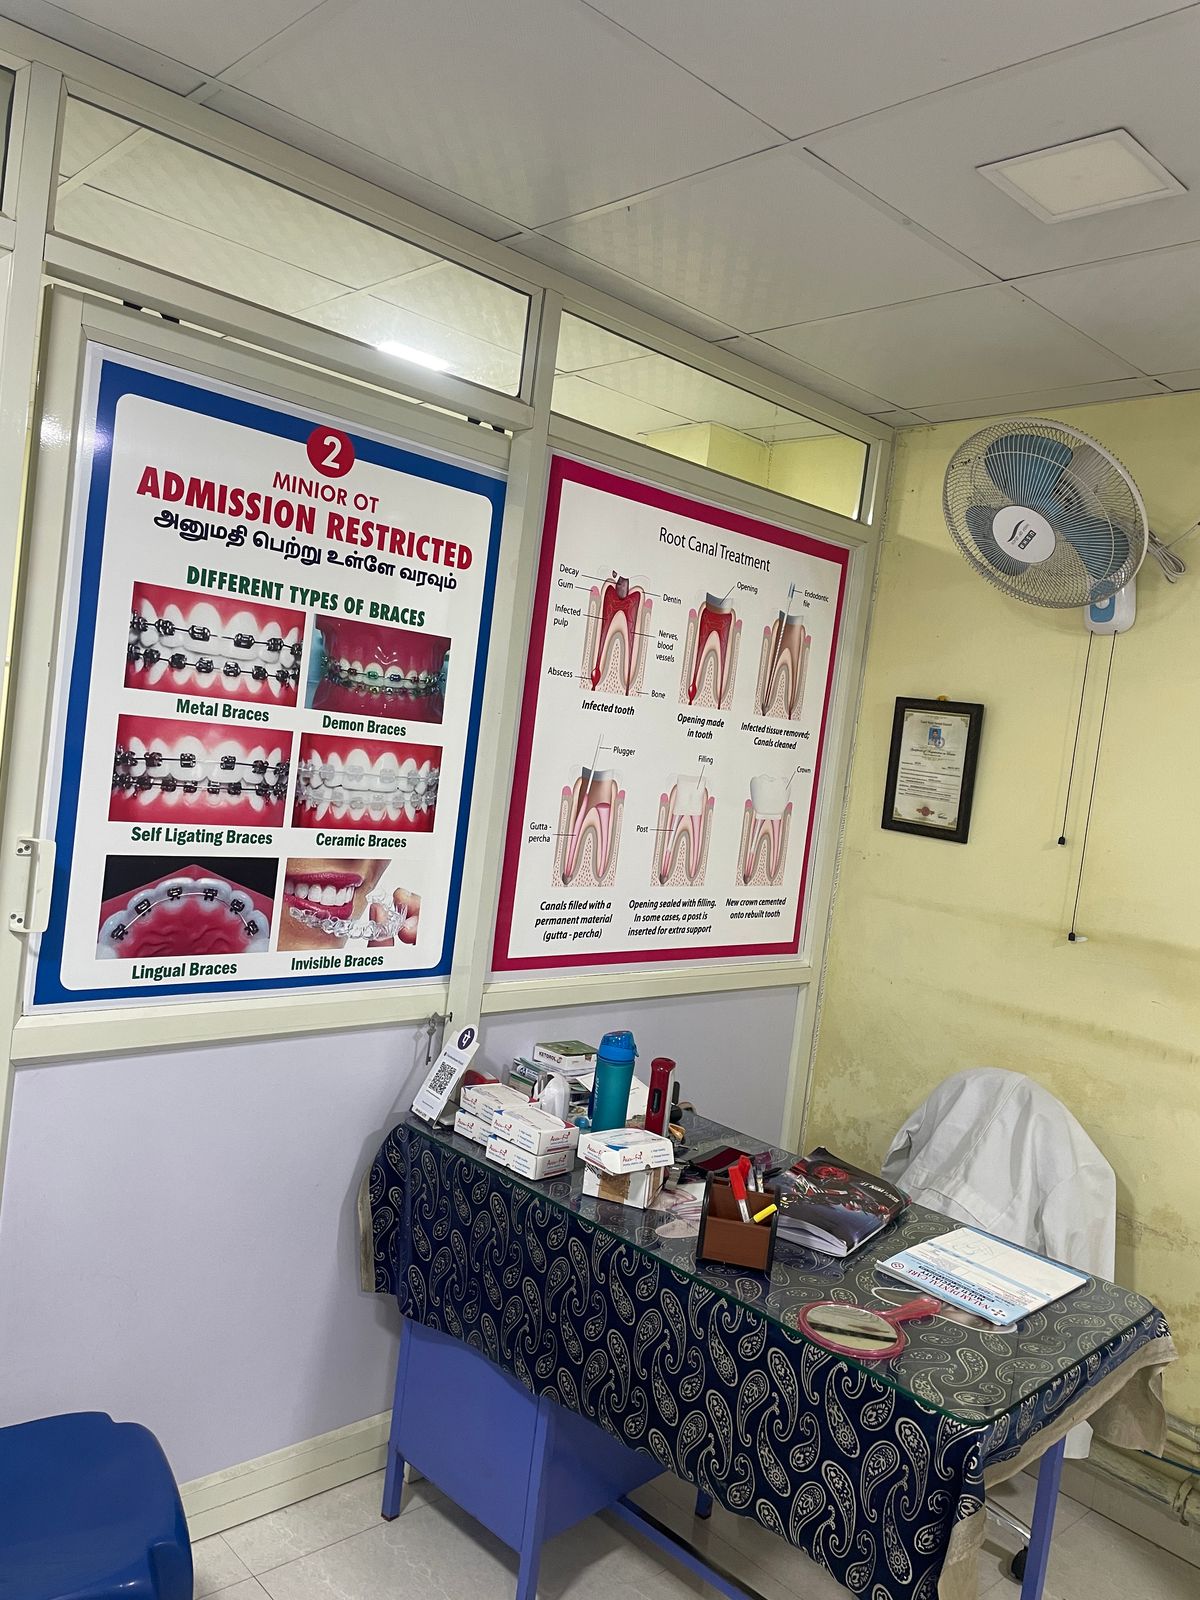 2
MINIOR OT
ADMISSION RESTRICTED
அனுமதி பெற்று உள்ளே வரவும்
DIFFERENT TYPES OF BRACES
Metal Braces
Demon Braces
Self Ligating Braces
Ceramic Braces
Lingual Braces
Invisible Braces
Root Canal Treatment
Decay
Gum
Infected
pulp
Abscess
Dentin
Nerves,
blood
vessels
Bone
Infected tooth
Opening
Opening made
in tooth
Endodontic
file
Infected tissue removed;
Canals cleaned
Plugger
Gutta -
percha
Canals filled with a
permanent material
(gutta - percha)
Filling
Post
Opening sealed with filling.
In some cases, a post is
inserted for extra support
Crown
New crown cemented
onto rebuilt tooth
KETOROL
NALAM DENTAL CARE